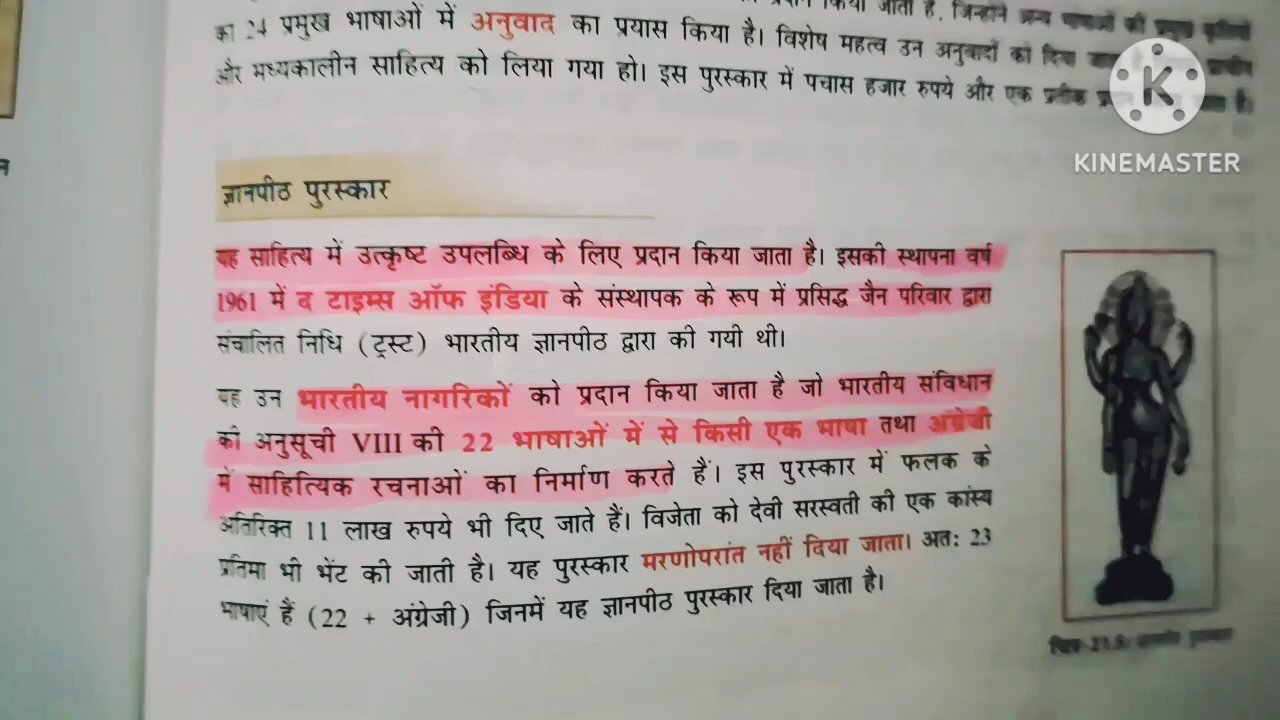 किया जाता है, जिन्होंने अन्य भाषाओं की प्रमुख
का 24 प्रमुख भाषाओं में अनुवाद का प्रयास किया है। विशेष महत्व उन अनुवादों को दिया
और मध्यकालीन साहित्य को लिया गया हो। इस पुरस्कार में पचास हजार रुपये और एक प्रतीक
KINEMASTER
ज्ञानपीठ पुरस्कार
यह साहित्य में उत्कृष्ट उपलब्धि के लिए प्रदान किया जाता है। इसकी स्थापना वर्ष
1961 में द टाइम्स ऑफ इंडिया के संस्थापक के रूप में प्रसिद्ध जैन परिवार द्वारा
संचालित निधि (ट्रस्ट) भारतीय ज्ञानपीठ द्वारा की गयी थी।
यह उन भारतीय नागरिकों को प्रदान किया जाता है जो भारतीय संविधान
की अनुसूची VIII की 22 भाषाओं में से किसी एक भाषा तथा अंग्रेजी
में साहित्यिक रचनाओं का निर्माण करते हैं। इस पुरस्कार में फलक के
अतिरिक्त 11 लाख रुपये भी दिए जाते हैं। विजेता को देवी सरस्वती की एक कांस्य
प्रतिमा भी भेंट की जाती है। यह पुरस्कार मरणोपरांत नहीं दिया जाता। अतः 23
भाषाएं हैं (22 + अंग्रेजी) जिनमें यह ज्ञानपीठ पुरस्कार दिया जाता है।